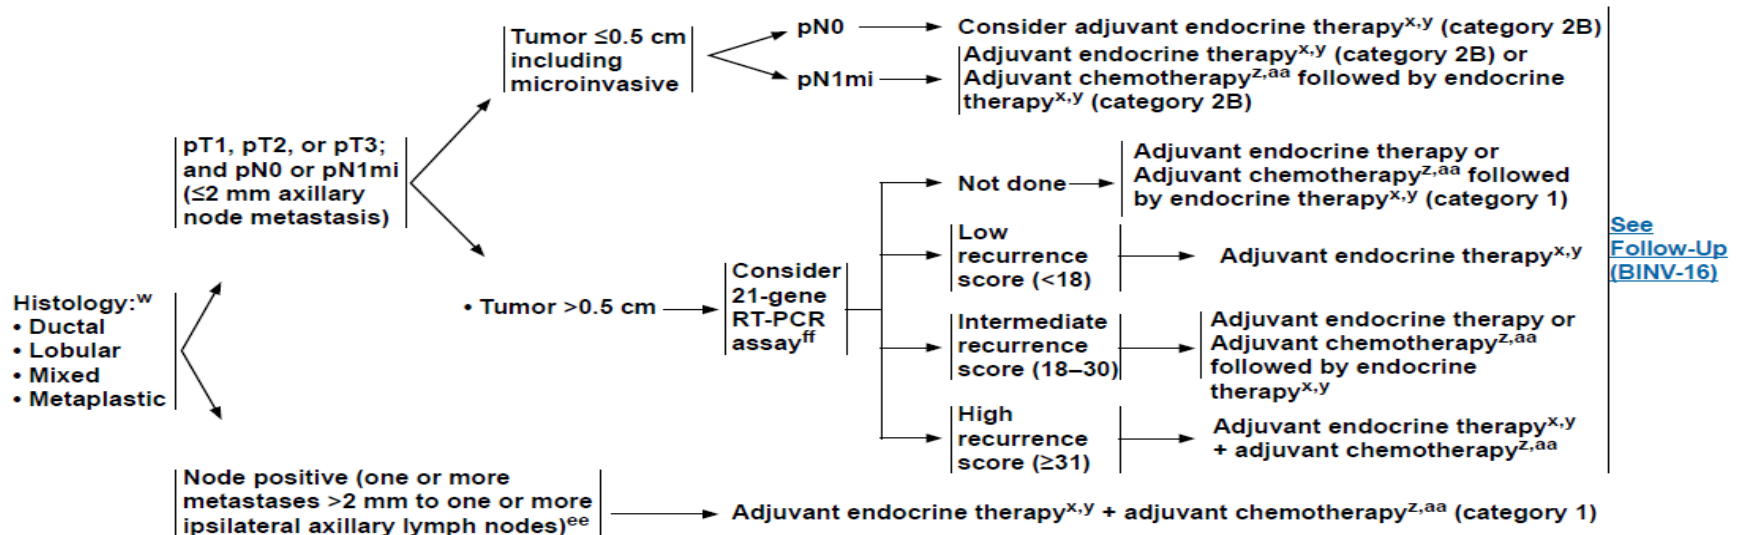 Histology:w
• Ductal
• Lobular
• Mixed
• Metaplastic
pT1, pT2, or pT3;
and pN0 or pN1mi
(≤2 mm axillary
node metastasis)
Tumor ≤0.5 cm
including
microinvasive
pN0
Consider adjuvant endocrine therapyx,y (category 2B)
pN1mi
Adjuvant endocrine therapyx,y (category 2B) or
Adjuvant chemotherapyz,aa followed by endocrine
therapyx,y (category 2B)
• Tumor >0.5 cm
Consider
21-gene
RT-PCR
assayff
Not done
Adjuvant endocrine therapy or
Adjuvant chemotherapyz,aa followed
by endocrine therapyx,y (category 1)
Low
recurrence
score (<18)
Adjuvant endocrine therapyx,y
Intermediate
recurrence
score (18–30)
Adjuvant endocrine therapy or
Adjuvant chemotherapyz,aa
followed by endocrine
therapyx,y
High
recurrence
score (≥31)
Adjuvant endocrine therapyx,y
+ adjuvant chemotherapyz,aa
Node positive (one or more
metastases >2 mm to one or more
ipsilateral axillary lymph nodes)ee
Adjuvant endocrine therapyx,y + adjuvant chemotherapyz,aa (category 1)
See
Follow-Up
(BINV-16)